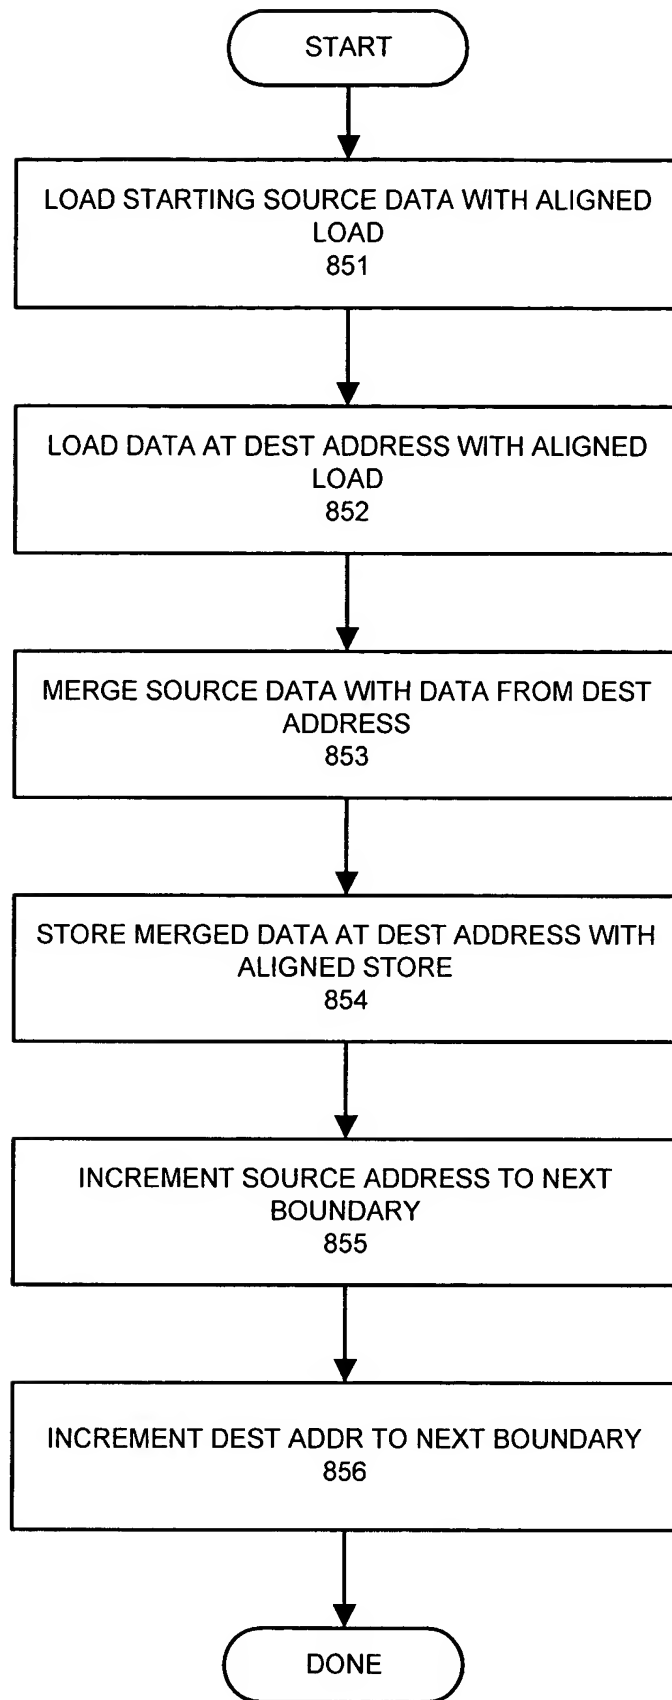 START
LOAD STARTING SOURCE DATA WITH ALIGNED
LOAD
851
LOAD DATA AT DEST ADDRESS WITH ALIGNED
LOAD
852
MERGE SOURCE DATA WITH DATA FROM DEST
ADDRESS
853
STORE MERGED DATA AT DEST ADDRESS WITH
ALIGNED STORE
854
INCREMENT SOURCE ADDRESS TO NEXT
BOUNDARY
855
INCREMENT DEST ADDR TO NEXT BOUNDARY
856
DONE